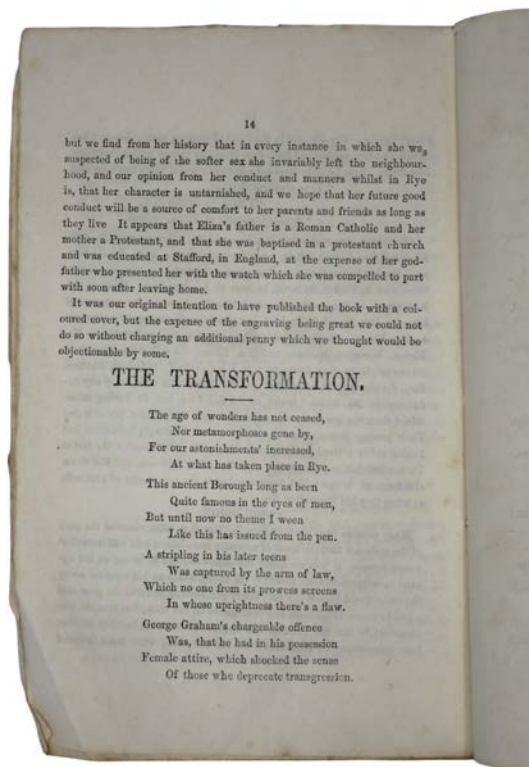 14
but we find from her history that in every instance in which she was
suspected of being of the softer sex she invariably left the neighbour-
hood, and our opinion from her conduct and manners whilst in Rye
is, that her character is untarnished, and we hope that her future good
conduct will be a source of comfort to her parents and friends as long as
they live It appears that Eliza's father is a Roman Catholic and her
mother a Protestant, and that she was baptised in a protestant church
and was educated at Stafford, in England, at the expense of her god-
father who presented her with the watch which she was compelled to part
with soon after leaving home.
It was our original intention to have published the book with a col-
oured cover, but the expense of the engraving being great we could not
do so without charging an additional penny which we thought would be
objectionable by some.
THE TRANSFORMATION.
The age of wonders has not ceased,
Nor metamorphoses gone by,
For our astonishments' increased,
At what has taken place in Rye.
This ancient Borough long as been
Quite famous in the eyes of men,
But until now no theme I ween
Like this has issued from the pen.
A stripling in his later teens
Was captured by the arm of law,
Which no one from its prowess screens
In whose uprightness there's a flaw.
George Graham's chargeable offence
Was, that he had in his possession
Female attire, which shocked the sense
Of those who deprecate transgression.